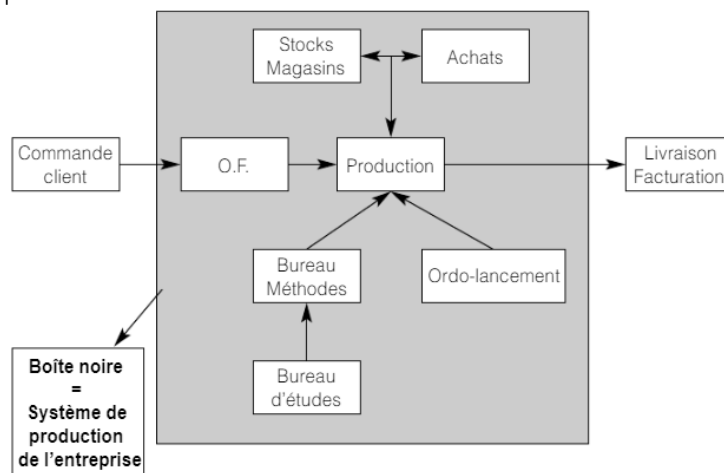 Stocks
Magasins
Achats
Commande
client
O.F.
Production
Livraison
Facturation
Bureau
Méthodes
Ordo-lancement
Boîte noire
=
Système de
production
de l'entreprise
Bureau
d'études